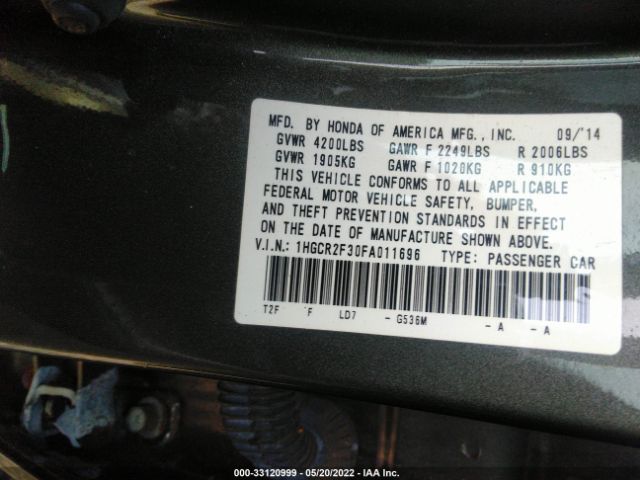 MFD. BY HONDA OF AMERICA MFG., INC. 09/'14
GVWR 4200LBS GAWR F 2249LBS R 2006LBS
GVWR 1905KG GAWR F 1020KG R 910KG
THIS VEHICLE CONFORMS TO ALL APPLICABLE
FEDERAL MOTOR VEHICLE SAFETY, BUMPER,
AND THEFT PREVENTION STANDARDS IN EFFECT
ON THE DATE OF MANUFACTURE SHOWN ABOVE.
V.I.N.: 1HGCR2F30FA011696 TYPE: PASSENGER CAR
T2F 'F LD7 - G536M - A - A
000-33120999 — 05/20/2022 — IAA Inc.